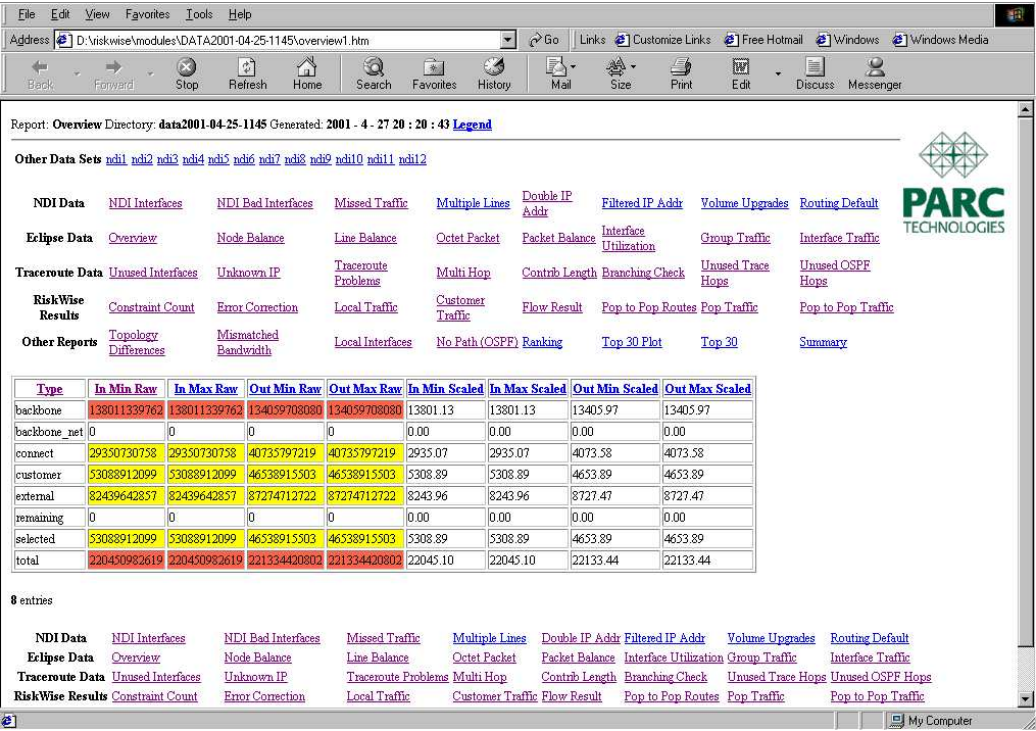 File Edit View Favorites Tools Help
Address D:\riskwise\modules\DATA2001-04-25-1145\overview1.htm Go Links Customize Links Free Hotmail Windows Windows Media
Back Forward Stop Refresh Home Search Favorites History Mail Size Print Edit Discuss Messenger
Report: Overview Directory: data2001-04-25-1145 Generated: 2001 - 4 - 27 20 : 20 : 43 Legend
Other Data Sets ndi1 ndi2 ndi3 ndi4 ndi5 ndi6 ndi7 ndi8 ndi9 ndi10 ndi11 ndi12
PARC
TECHNOLOGIES
NDI Data NDI Interfaces NDI Bad Interfaces Missed Traffic Multiple Lines Double IP Addr Filtered IP Addr Volume Upgrades Routing Default
Eclipse Data Overview Node Balance Line Balance Octet Packet Packet Balance Interface Utilization Group Traffic Interface Traffic
Traceroute Data Unused Interfaces Unknown IP Traceroute Problems Multi Hop Contrib Length Branching Check Unused Trace Hops Unused OSPF Hops
RiskWise Results Constraint Count Error Correction Local Traffic Customer Traffic Flow Result Pop to Pop Routes Pop Traffic Pop to Pop Traffic
Other Reports Topology Differences Mismatched Bandwidth Local Interfaces No Path (OSPF) Ranking Top 30 Plot Top 30 Summary
Type In Min Raw In Max Raw Out Min Raw Out Max Raw In Min Scaled In Max Scaled Out Min Scaled Out Max Scaled
backbone 138011339762 138011339762 134059708080 134059708080 13801.13 13801.13 13405.97 13405.97
backbone_net 0 0 0 0 0.00 0.00 0.00 0.00
connect 29350730758 29350730758 40735797219 40735797219 2935.07 2935.07 4073.58 4073.58
customer 53088912099 53088912099 46538915503 46538915503 5308.89 5308.89 4653.89 4653.89
external 82439642857 82439642857 87274712722 87274712722 8243.96 8243.96 8727.47 8727.47
remaining 0 0 0 0 0.00 0.00 0.00 0.00
selected 53088912099 53088912099 46538915503 46538915503 5308.89 5308.89 4653.89 4653.89
total 220450982619 220450982619 221334420802 221334420802 22045.10 22045.10 22133.44 22133.44
8 entries
NDI Data NDI Interfaces NDI Bad Interfaces Missed Traffic Multiple Lines Double IP Addr Filtered IP Addr Volume Upgrades Routing Default
Eclipse Data Overview Node Balance Line Balance Octet Packet Packet Balance Interface Utilization Group Traffic Interface Traffic
Traceroute Data Unused Interfaces Unknown IP Traceroute Problems Multi Hop Contrib Length Branching Check Unused Trace Hops Unused OSPF Hops
RiskWise Results Constraint Count Error Correction Local Traffic Customer Traffic Flow Result Pop to Pop Routes Pop Traffic Pop to Pop Traffic
My Computer